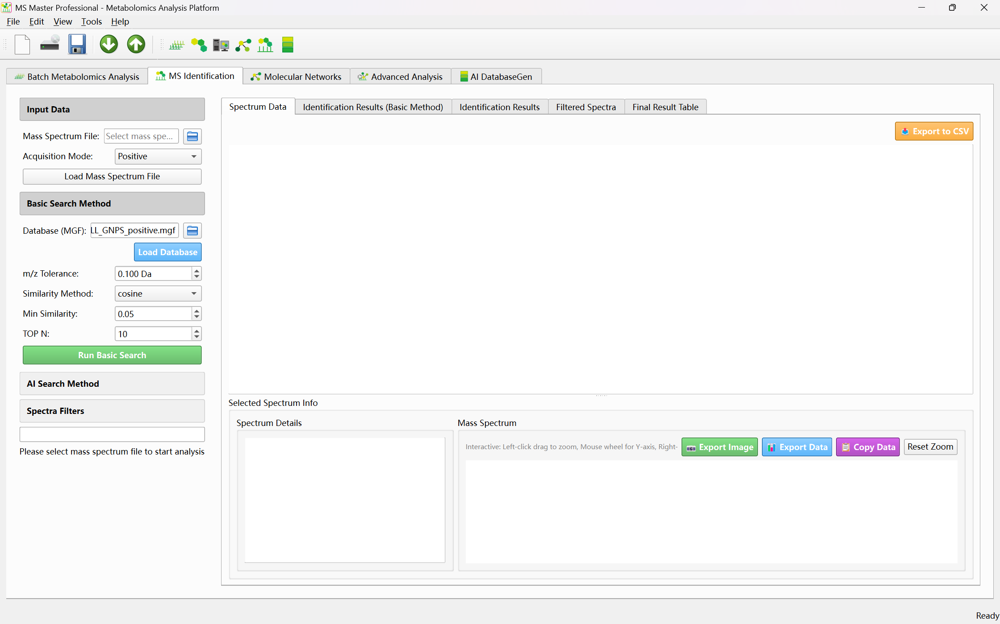 MS Master Professional - Metabolomics Analysis Platform
File Edit View Tools Help
Batch Metabolomics Analysis MS Identification Molecular Networks Advanced Analysis AI DatabaseGen
Input Data
Mass Spectrum File: Select mass spe...
Acquisition Mode: Positive
Load Mass Spectrum File
Basic Search Method
Database (MGF): LL_GNPS_positive.mgf
Load Database
m/z Tolerance: 0.100 Da
Similarity Method: cosine
Min Similarity: 0.05
TOP N: 10
Run Basic Search
AI Search Method
Spectra Filters
Please select mass spectrum file to start analysis
Spectrum Data Identification Results (Basic Method) Identification Results Filtered Spectra Final Result Table
Export to CSV
Selected Spectrum Info
Spectrum Details
Mass Spectrum
Interactive: Left-click drag to zoom, Mouse wheel for Y-axis, Right- Export Image Export Data Copy Data Reset Zoom
Ready